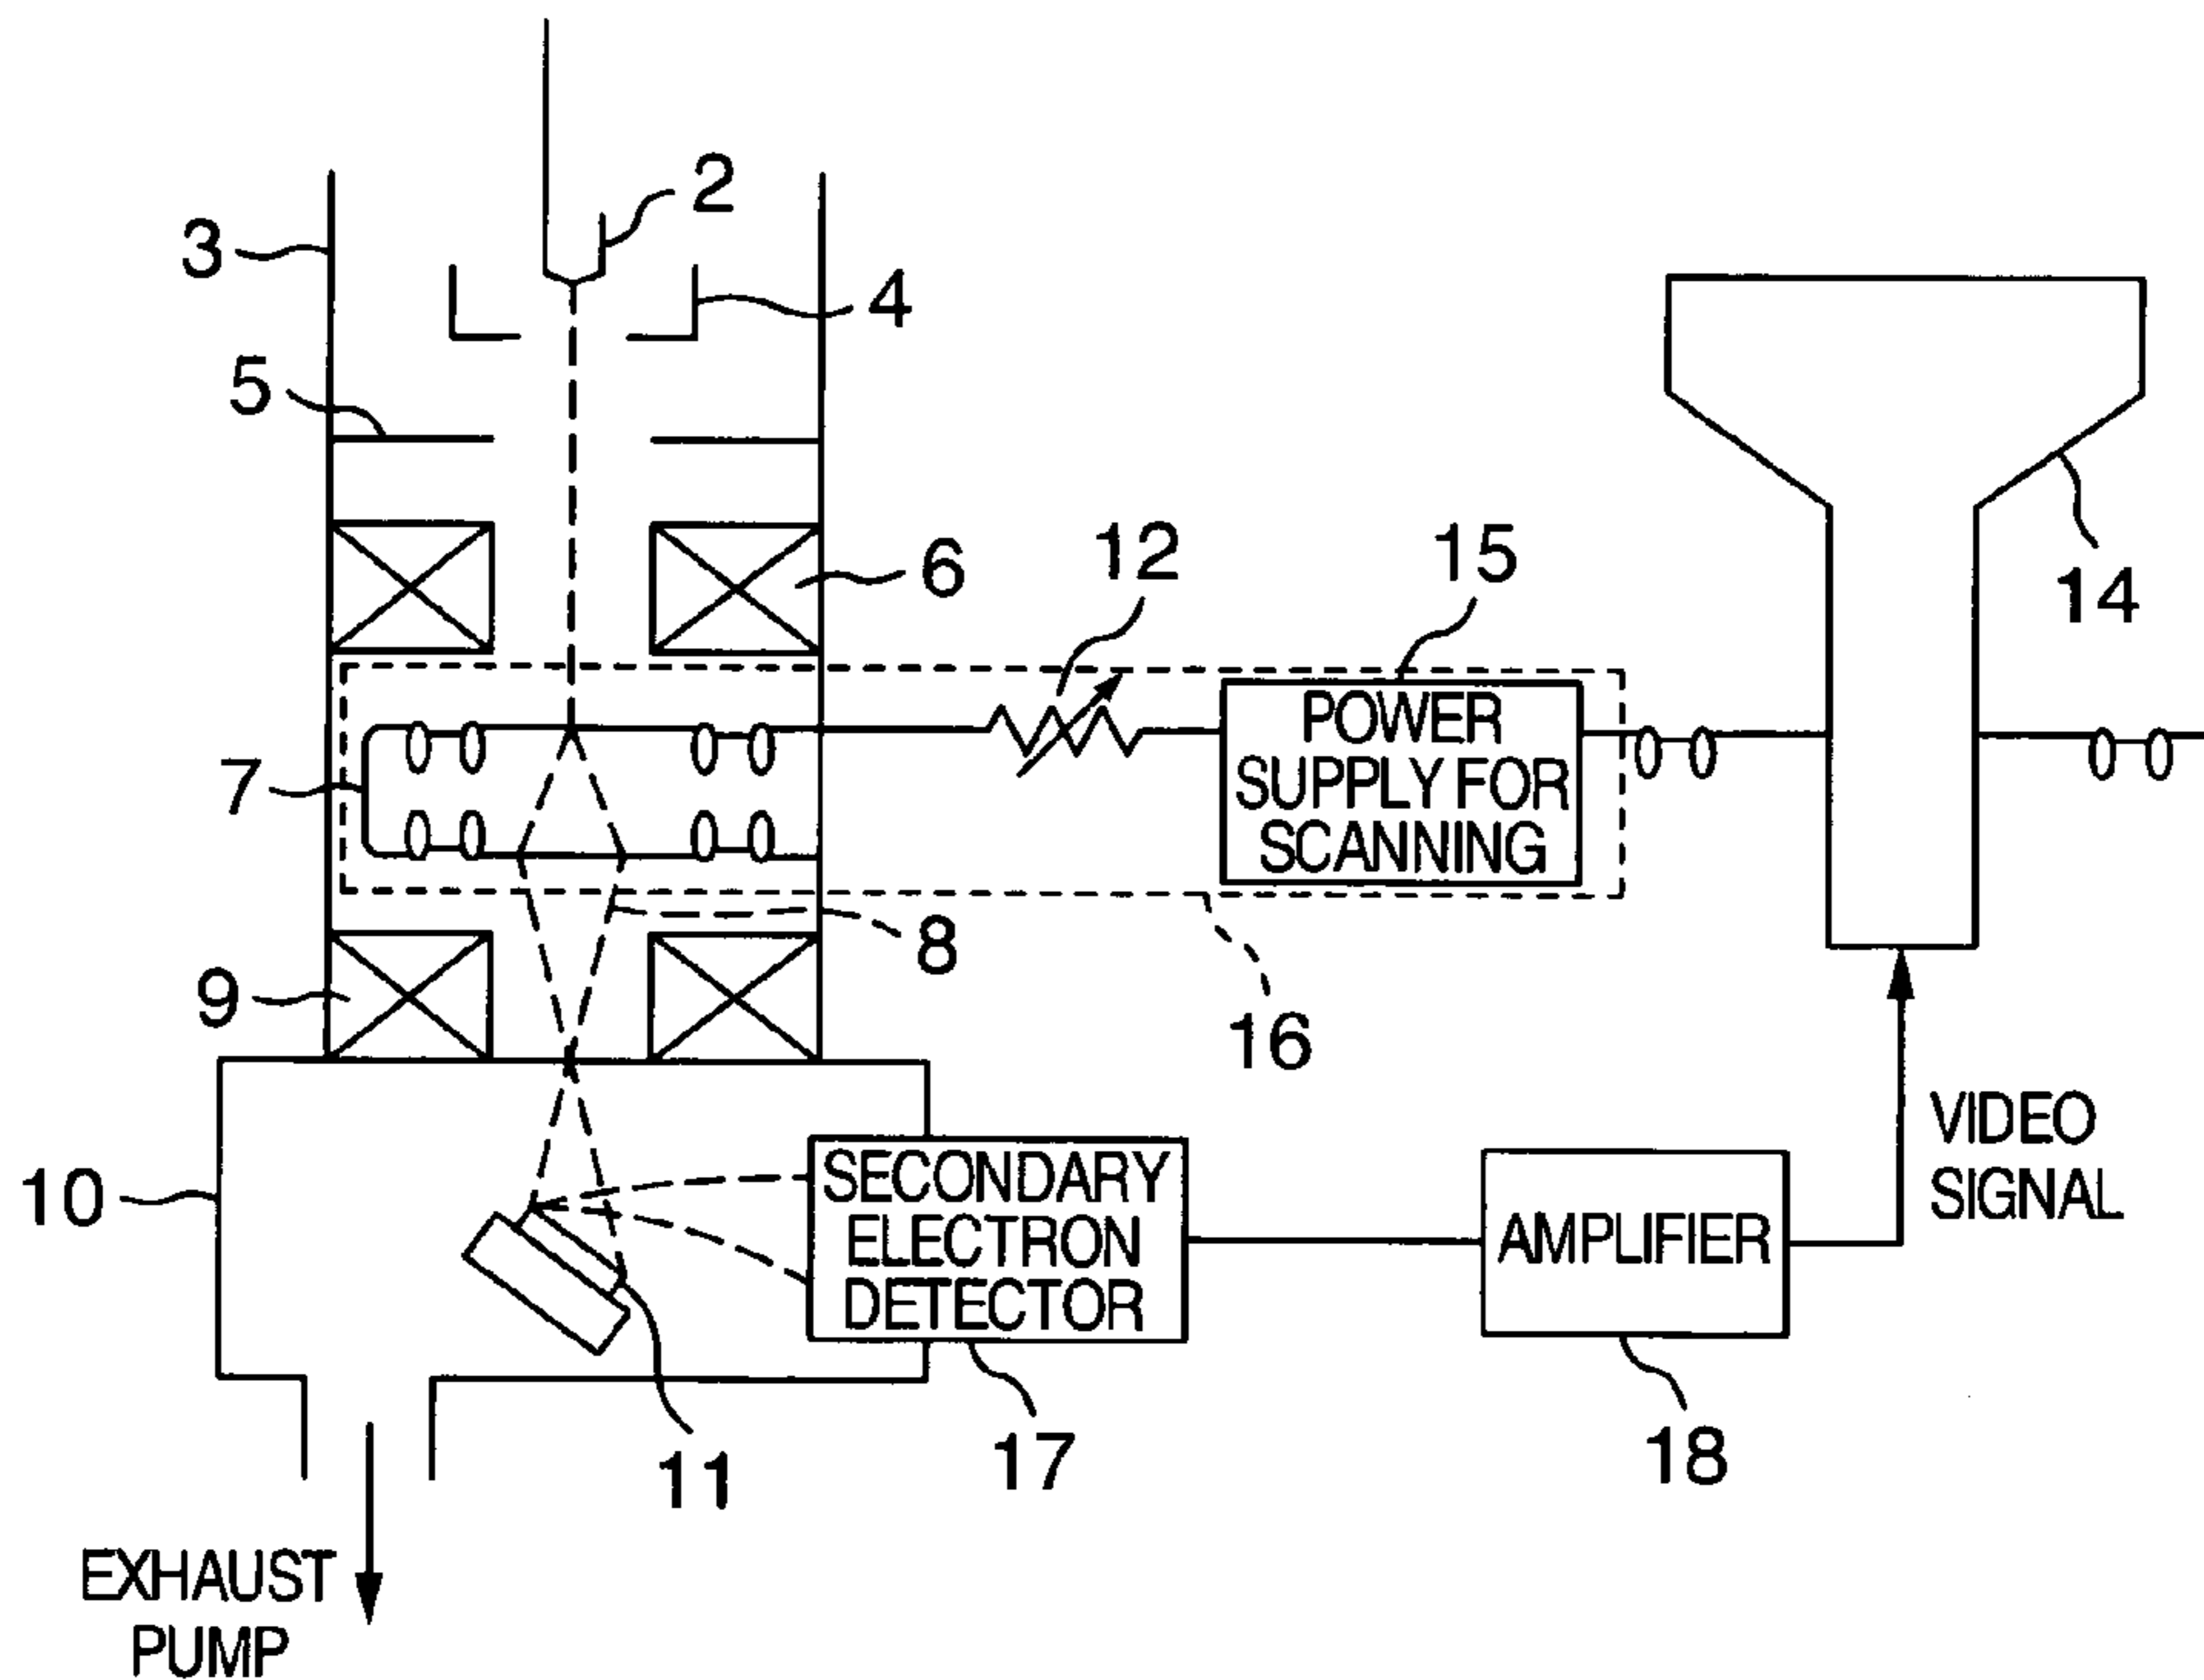 2
3
4
5
6
12
15
14
POWER
SUPPLY FOR
SCANNING
7
8
9
16
10
SECONDARY
ELECTRON
DETECTOR
AMPLIFIER
VIDEO
SIGNAL
11
17
18
EXHAUST
PUMP